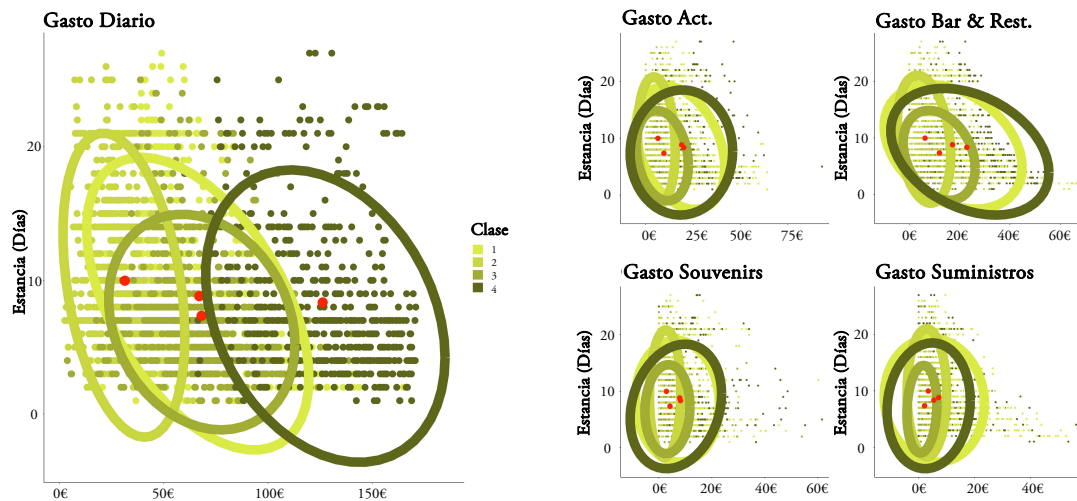 Gasto Diario
Estancia (Días)
20
10
0
0€ 50€ 100€ 150€
Clase
1
2
3
4
Gasto Act.
Estancia (Días)
20
10
0
0€ 25€ 50€ 75€
Gasto Bar & Rest.
Estancia (Días)
20
10
0
0€ 20€ 40€ 60€
Gasto Souvenirs
Estancia (Días)
20
10
0
0€ 20€ 40€ 60€
Gasto Suministros
Estancia (Días)
20
10
0
0€ 20€ 40€